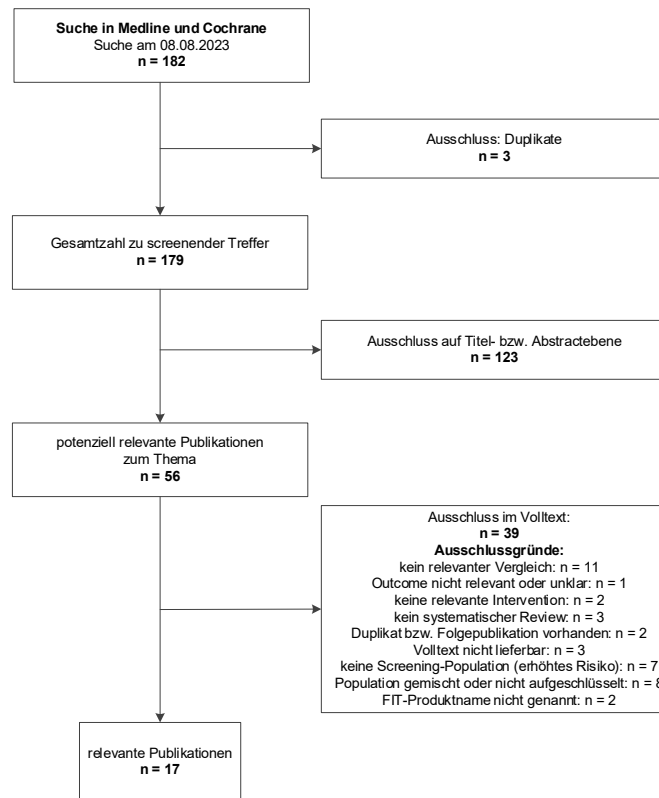 Suche in Medline und Cochrane
Suche am 08.08.2023
n = 182
Ausschluss: Duplikate
n = 3
Gesamtzahl zu screenender Treffer
n = 179
Ausschluss auf Titel- bzw. Abstractebene
n = 123
potenziell relevante Publikationen
zum Thema
n = 56
Ausschluss im Volltext:
n = 39
Ausschlussgründe:
kein relevanter Vergleich: n = 11
Outcome nicht relevant oder unklar: n = 1
keine relevante Intervention: n = 2
kein systematischer Review: n = 3
Duplikat bzw. Folgepublikation vorhanden: n = 2
Volltext nicht lieferbar: n = 3
keine Screening-Population (erhöhtes Risiko): n = 7
Population gemischt oder nicht aufgeschlüsselt: n = 8
FIT-Produktname nicht genannt: n = 2
relevante Publikationen
n = 17